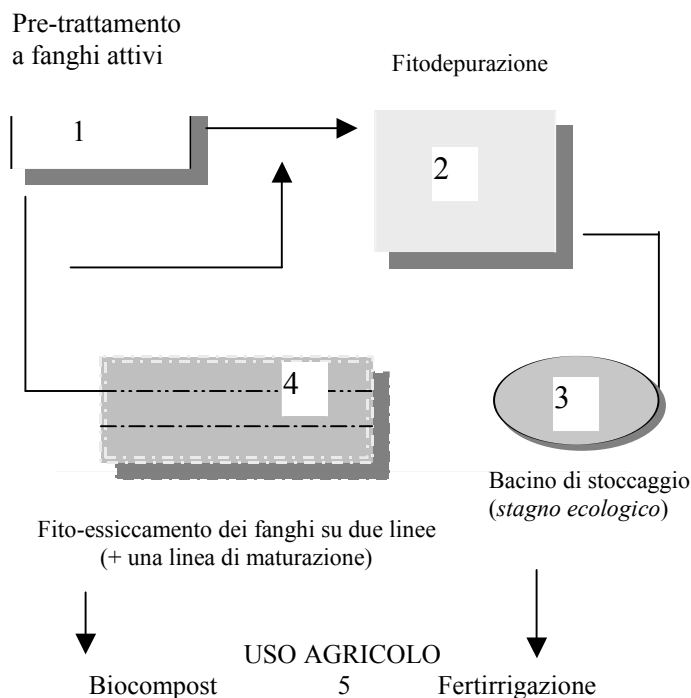 Pre-trattamento
a fanghi attivi
Fitodepurazione
1
2
4
3
Bacino di stoccaggio
(stagno ecologico)
Fito-essiccamento dei fanghi su due linee
(+ una linea di maturazione)
USO AGRICOLO
Biocompost 5 Fertirrigazione